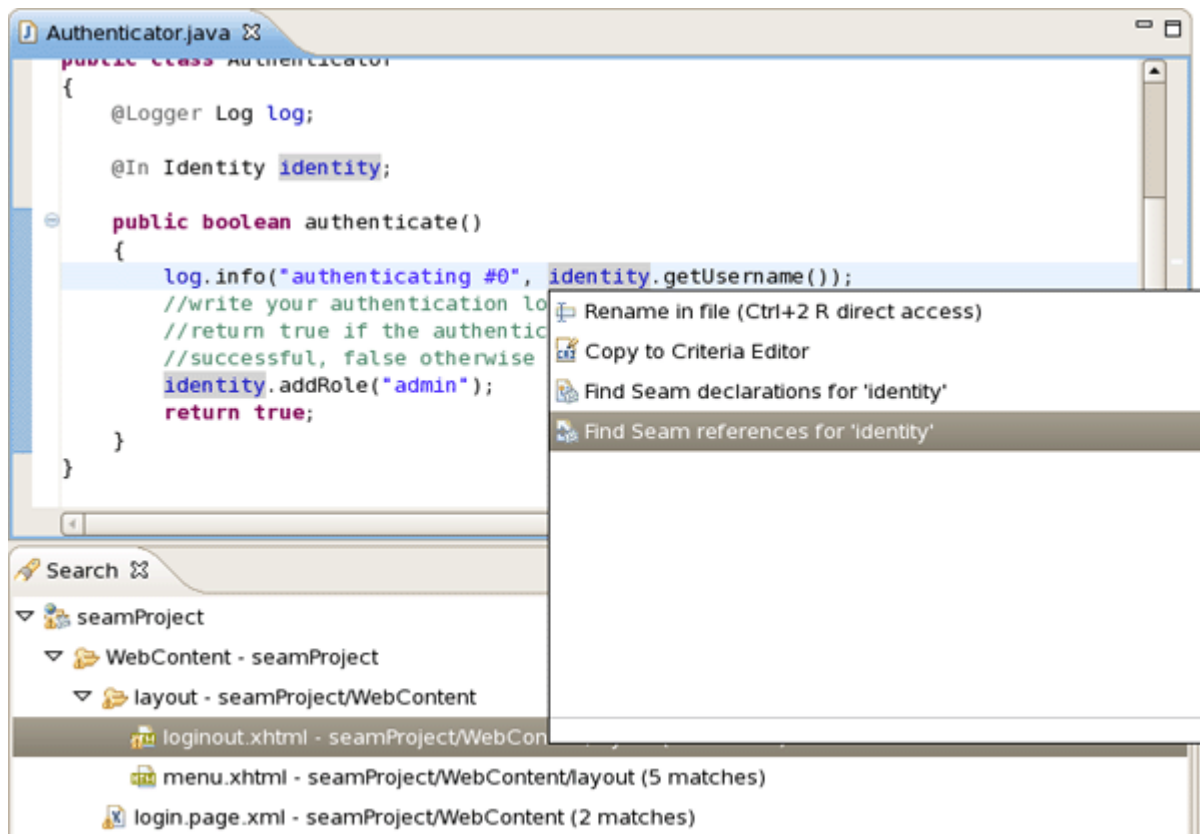 Authenticator.java
public class Authenticator
{
@Logger Log log;
@In Identity identity;
public boolean authenticate()
{
log.info("authenticating #0", identity.getUsername());
//write your authentication lo
//return true if the authentic
//successful, false otherwise
identity.addRole("admin");
return true;
}
}
Rename in file (Ctrl+2 R direct access)
Copy to Criteria Editor
Find Seam declarations for 'identity'
Find Seam references for 'identity'
Search
seamProject
WebContent - seamProject
layout - seamProject/WebContent
loginout.xhtml - seamProject/WebCon
menu.xhtml - seamProject/WebContent/layout (5 matches)
login.page.xml - seamProject/WebContent (2 matches)